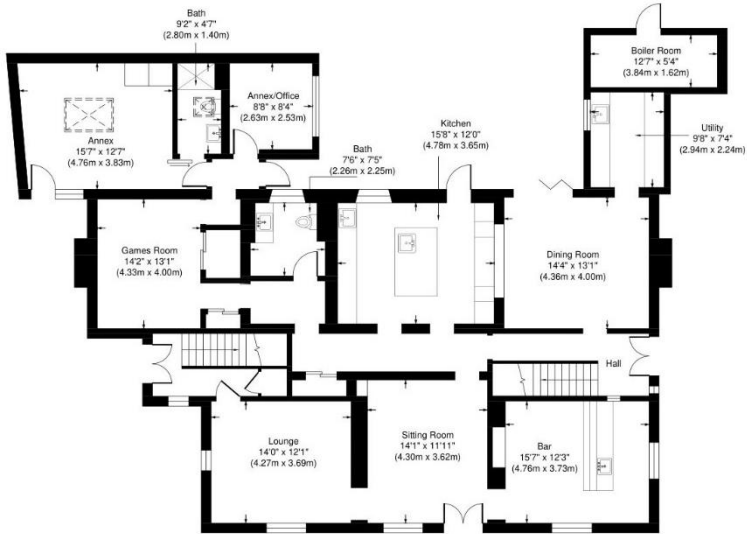 Bath
9'2" x 4'7"
(2.80m x 1.40m)
Boiler Room
12'7" x 5'4"
(3.84m x 1.62m)
Annex/Office
8'8" x 8'4"
(2.63m x 2.53m)
Kitchen
15'8" x 12'0"
(4.78m x 3.65m)
Utility
9'8" x 7'4"
(2.94m x 2.24m)
Annex
15'7" x 12'7"
(4.76m x 3.83m)
Bath
7'6" x 7'5"
(2.26m x 2.25m)
Games Room
14'2" x 13'1"
(4.33m x 4.00m)
Dining Room
14'4" x 13'1"
(4.36m x 4.00m)
Hall
Lounge
14'0" x 12'1"
(4.27m x 3.69m)
Sitting Room
14'1" x 11'11"
(4.30m x 3.62m)
Bar
15'7" x 12'3"
(4.76m x 3.73m)